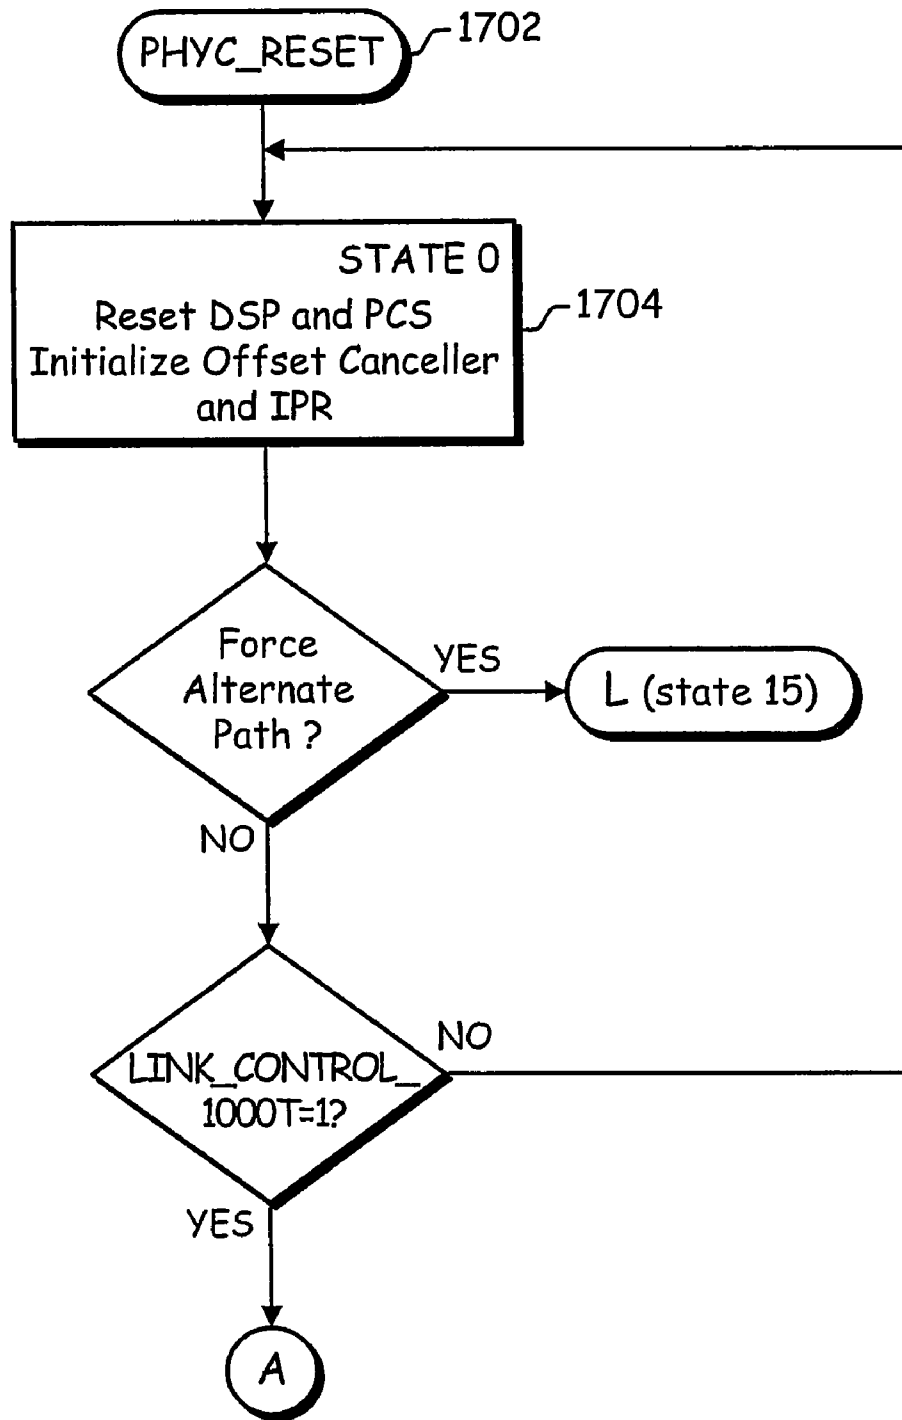 PHYC_RESET
1702
STATE 0
Reset DSP and PCS
Initialize Offset Canceller
and IPR
1704
Force
Alternate
Path ?
YES
L (state 15)
NO
LINK_CONTROL_
1000T=1?
NO
YES
A